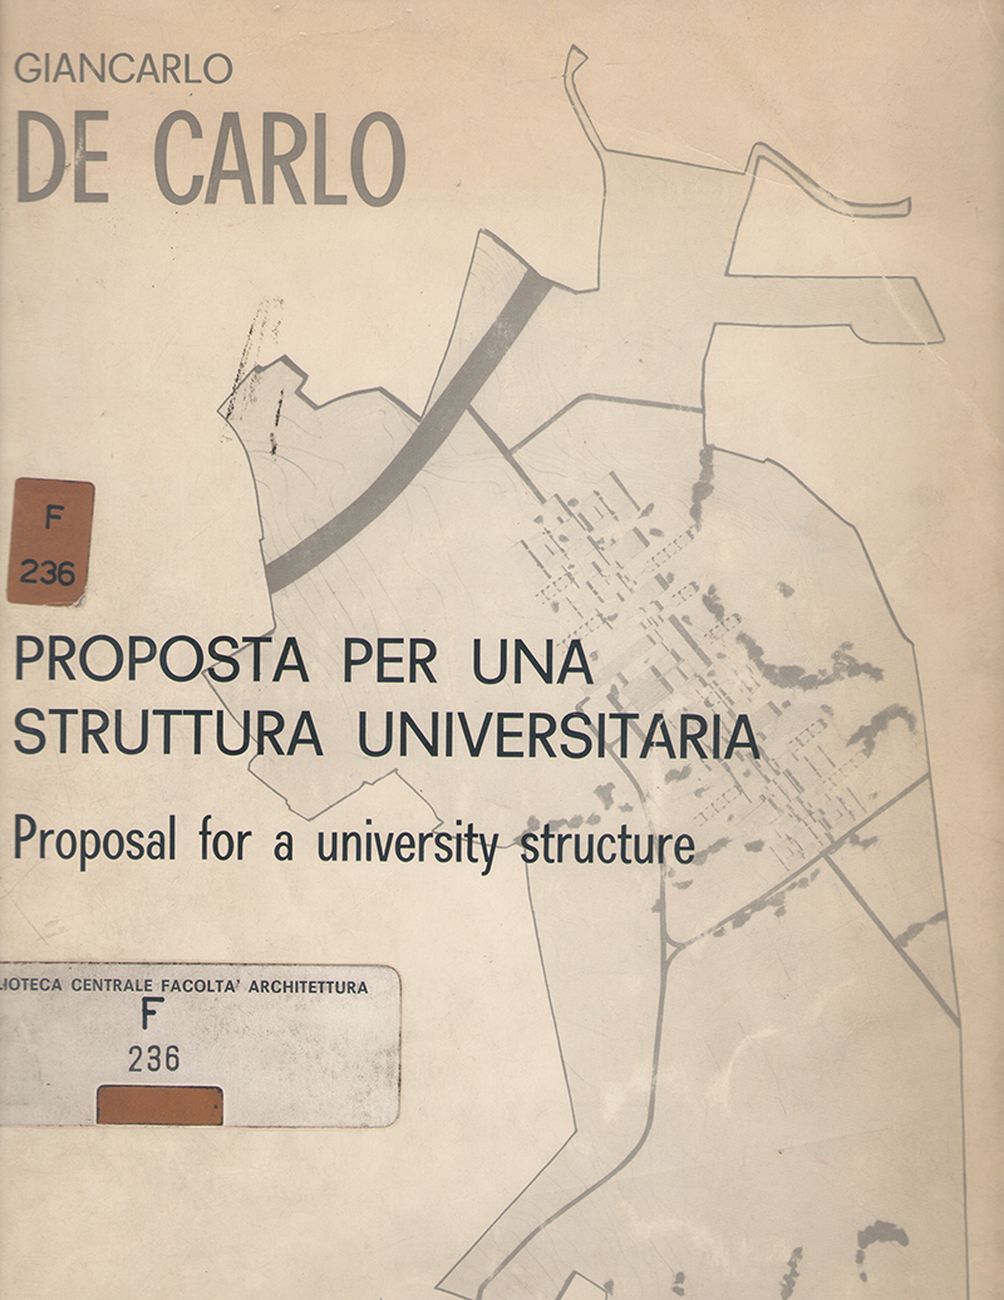 GIANCARLO
DE CARLO
F
236
PROPOSTA PER UNA
STRUTTURA UNIVERSITARIA
Proposal for a university structure
LIOTECA CENTRALE FACOLTA' ARCHITETTURA
F
236